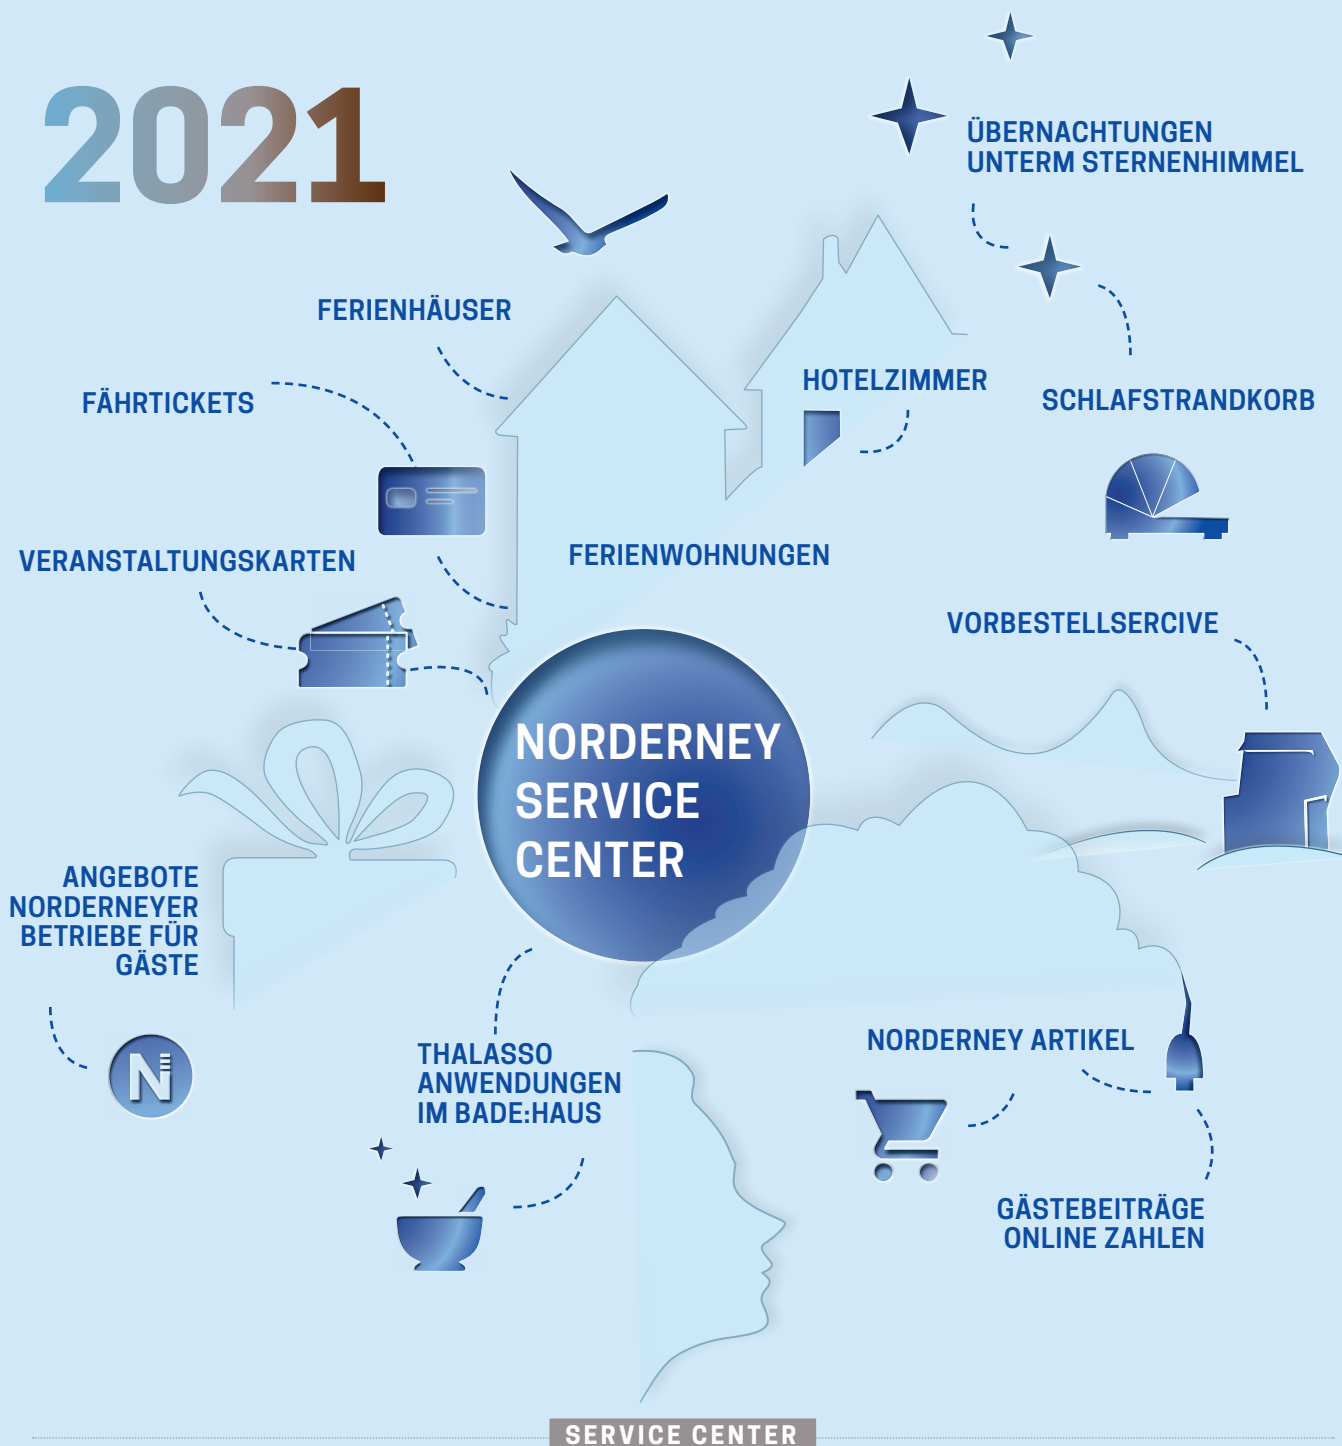 2021
ÜBERNACHTUNGEN
UNTERM STERNENHIMMEL
FERIENHÄUSER
HOTELZIMMER
FÄHRTICKETS
SCHLAFSTRANDKORB
VERANSTALTUNGSKARTEN
FERIENWOHNUNGEN
VORBESTELLSERCIVE
NORDERNEY
SERVICE
CENTER
ANGEBOTE
NORDERNEYER
BETRIEBE FÜR
GÄSTE
N
THALASSO
ANWENDUNGEN
IM BADE:HAUS
NORDERNEY ARTIKEL
GÄSTEBEITRÄGE
ONLINE ZAHLEN
SERVICE CENTER